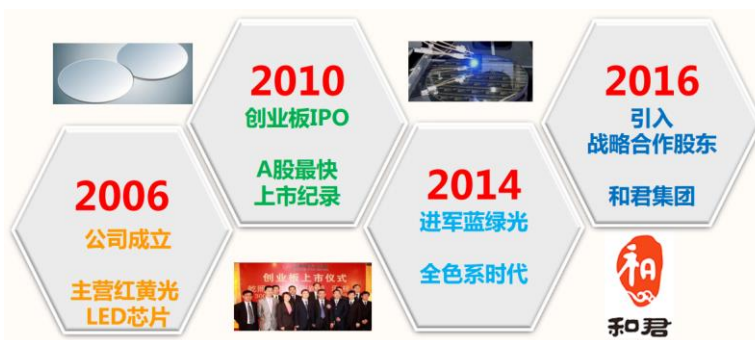 2006
公司成立
主营红黄光
LED芯片
2010
创业板IPO
A股最快
上市纪录
创业板上市仪式
2014
进军蓝绿光
全色系时代
2016
引入
战略合作股东
和君集团
和君